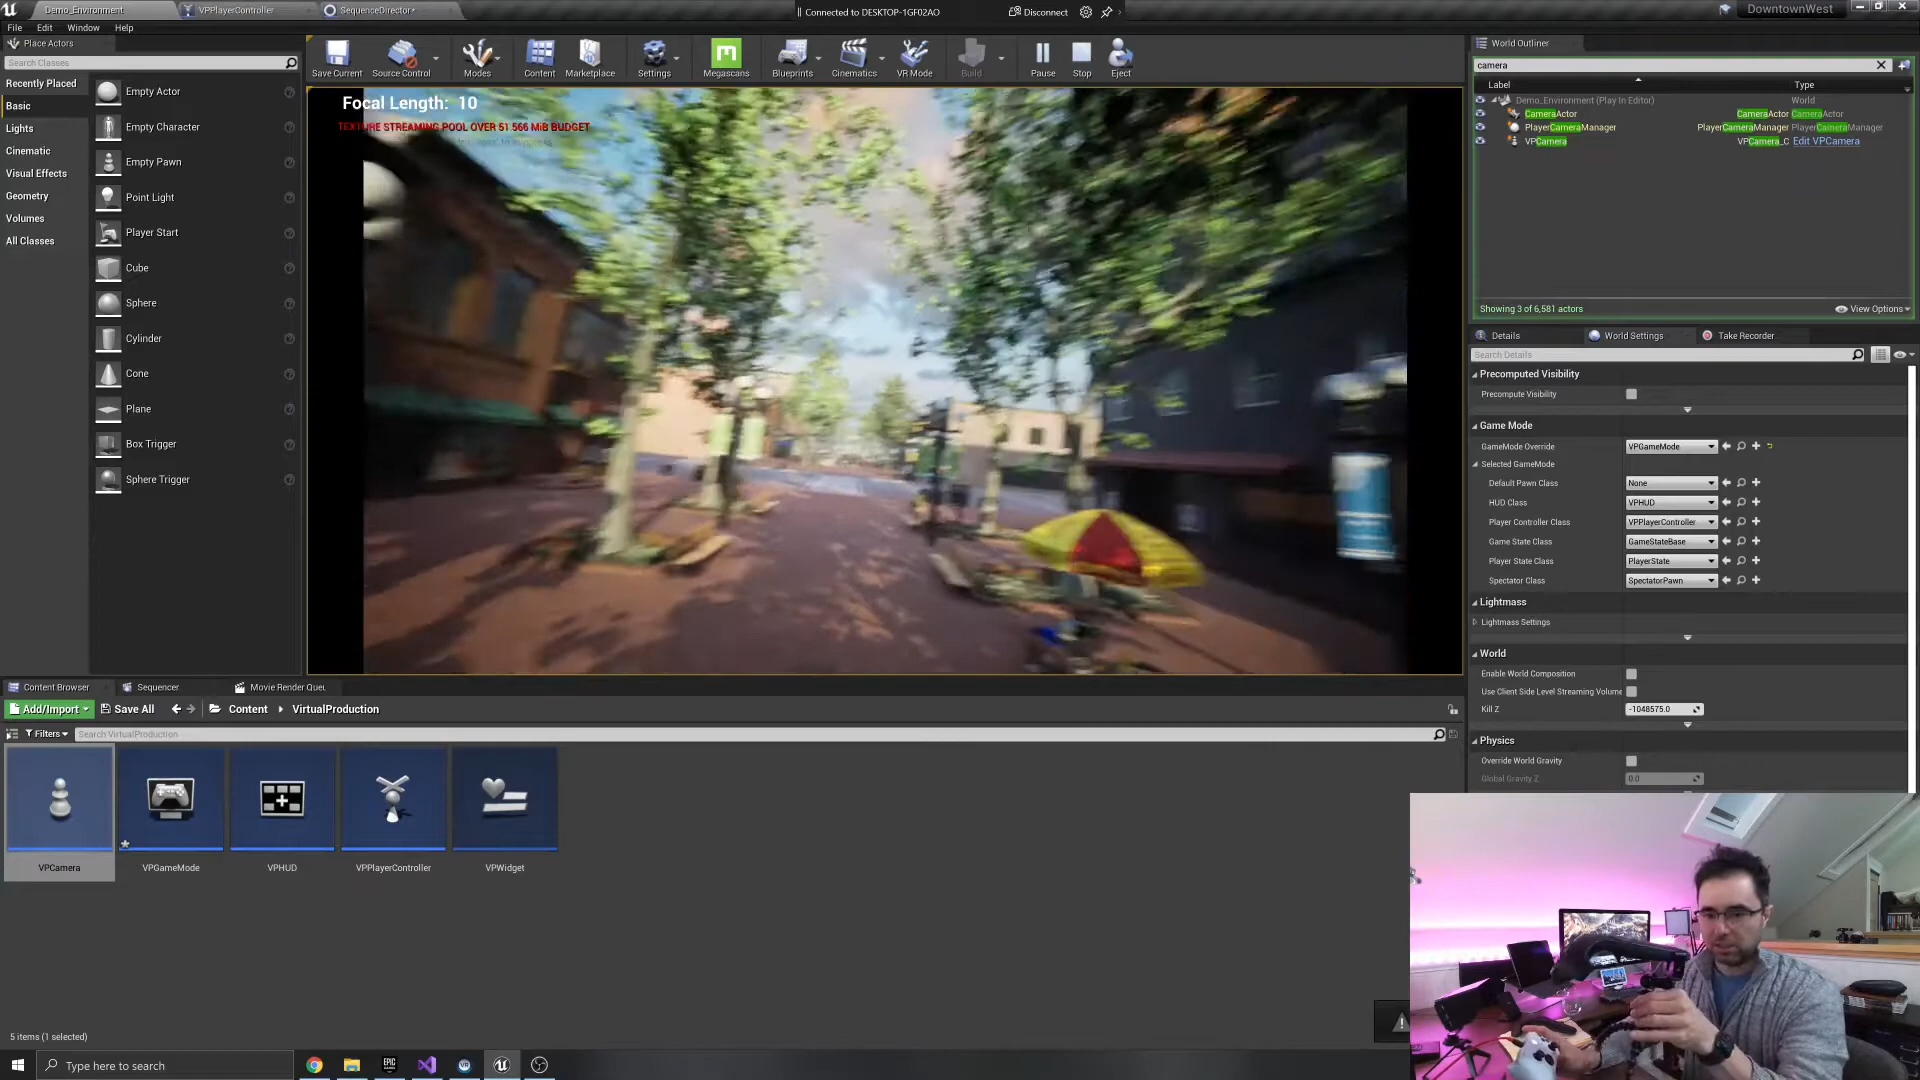 Demo_Environment
VPPlayerController
SequenceDirector*
Connected to DESKTOP-1GF02AO
Disconnect
DowntownWest
File Edit Window Help
Place Actors
Search Classes
Recently Placed
Basic
Lights
Cinematic
Visual Effects
Geometry
Volumes
All Classes
Empty Actor
Empty Character
Empty Pawn
Point Light
Player Start
Cube
Sphere
Cylinder
Cone
Plane
Box Trigger
Sphere Trigger
Save Current
Source Control
Modes
Content
Marketplace
Settings
Megascans
Blueprints
Cinematics
VR Mode
Build
Pause
Stop
Eject
Focal Length: 10
TEXTURE STREAMING POOL OVER 51 566 MiB BUDGET
World Outliner
camera
Label Type
Demo_Environment (Play In Editor) World
CameraActor CameraActor CameraActor
PlayerCameraManager PlayerCameraManager PlayerCameraManager
VPCamera VPCamera_C Edit VPCamera
Showing 3 of 6,581 actors
View Options
Details
World Settings
Take Recorder
Search Details
Precomputed Visibility
Precompute Visibility
Game Mode
GameMode Override VPGameMode
Selected GameMode
Default Pawn Class None
HUD Class VPHUD
Player Controller Class VPPlayerController
Game State Class GameStateBase
Player State Class PlayerState
Spectator Class SpectatorPawn
Lightmass
Lightmass Settings
World
Enable World Composition
Use Client Side Level Streaming Volume
Kill Z -1048575.0
Physics
Override World Gravity
Global Gravity Z 0.0
Content Browser
Sequencer
Movie Render Queu
Add/Import
Save All
Content
VirtualProduction
Filters
Search VirtualProduction
VPCamera
VPGameMode
VPHUD
VPPlayerController
VPWidget
5 items (1 selected)
Type here to search